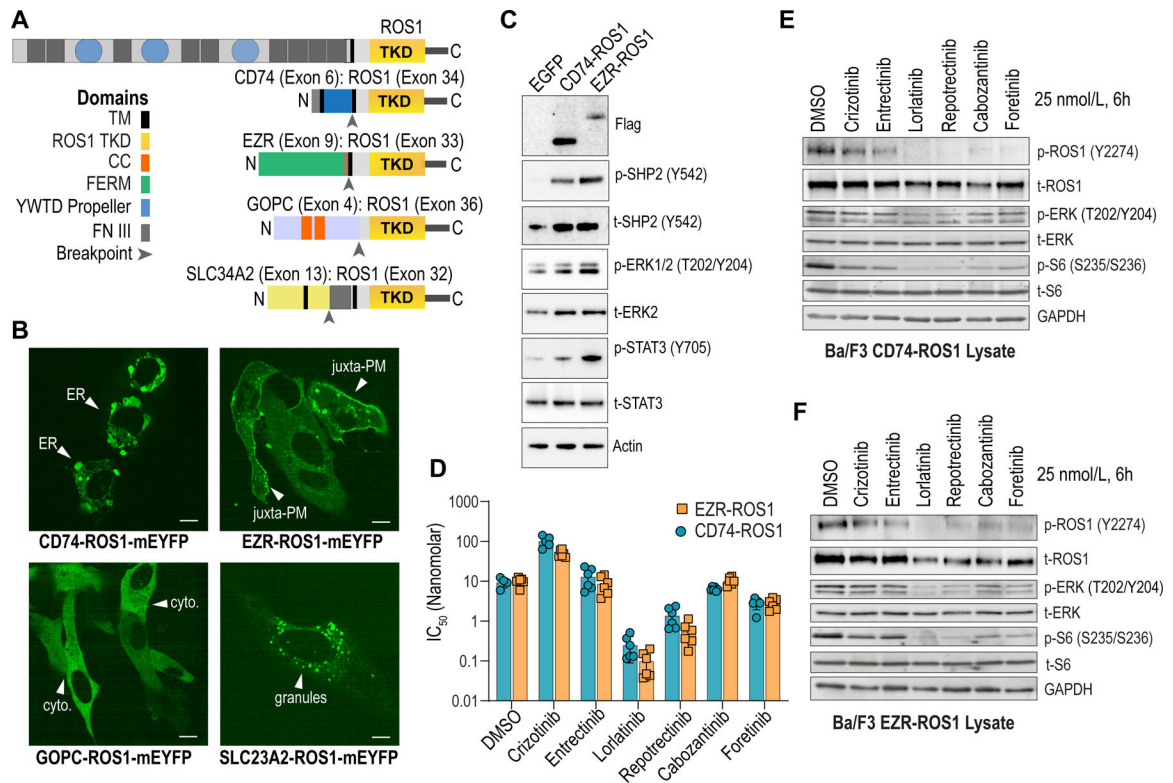 A
ROS1
TKD
C
CD74 (Exon 6): ROS1 (Exon 34)
N
TKD
C
EZR (Exon 9): ROS1 (Exon 33)
N
TKD
C
GOPC (Exon 4): ROS1 (Exon 36)
N
TKD
C
SLC34A2 (Exon 13): ROS1 (Exon 32)
N
TKD
C
Domains
TM
ROS1 TKD
CC
FERM
YWTD Propeller
FN III
Breakpoint
B
ER
ER
CD74-ROS1-mEYFP
juxta-PM
juxta-PM
EZR-ROS1-mEYFP
cyto.
cyto.
GOPC-ROS1-mEYFP
granules
SLC23A2-ROS1-mEYFP
C
EGFP
CD74-ROS1
EZR-ROS1
Flag
p-SHP2 (Y542)
t-SHP2 (Y542)
p-ERK1/2 (T202/Y204)
t-ERK2
p-STAT3 (Y705)
t-STAT3
Actin
D
IC50 (Nanomolar)
1000
100
10
1
0.1
0.01
EZR-ROS1
CD74-ROS1
DMSO
Crizotinib
Entrectinib
Lorlatinib
Repotrectinib
Cabozantinib
Foretinib
E
DMSO
Crizotinib
Entrectinib
Lorlatinib
Repotrectinib
Cabozantinib
Foretinib
25 nmol/L, 6h
p-ROS1 (Y2274)
t-ROS1
p-ERK (T202/Y204)
t-ERK
p-S6 (S235/S236)
t-S6
GAPDH
Ba/F3 CD74-ROS1 Lysate
F
DMSO
Crizotinib
Entrectinib
Lorlatinib
Repotrectinib
Cabozantinib
Foretinib
25 nmol/L, 6h
p-ROS1 (Y2274)
t-ROS1
p-ERK (T202/Y204)
t-ERK
p-S6 (S235/S236)
t-S6
GAPDH
Ba/F3 EZR-ROS1 Lysate